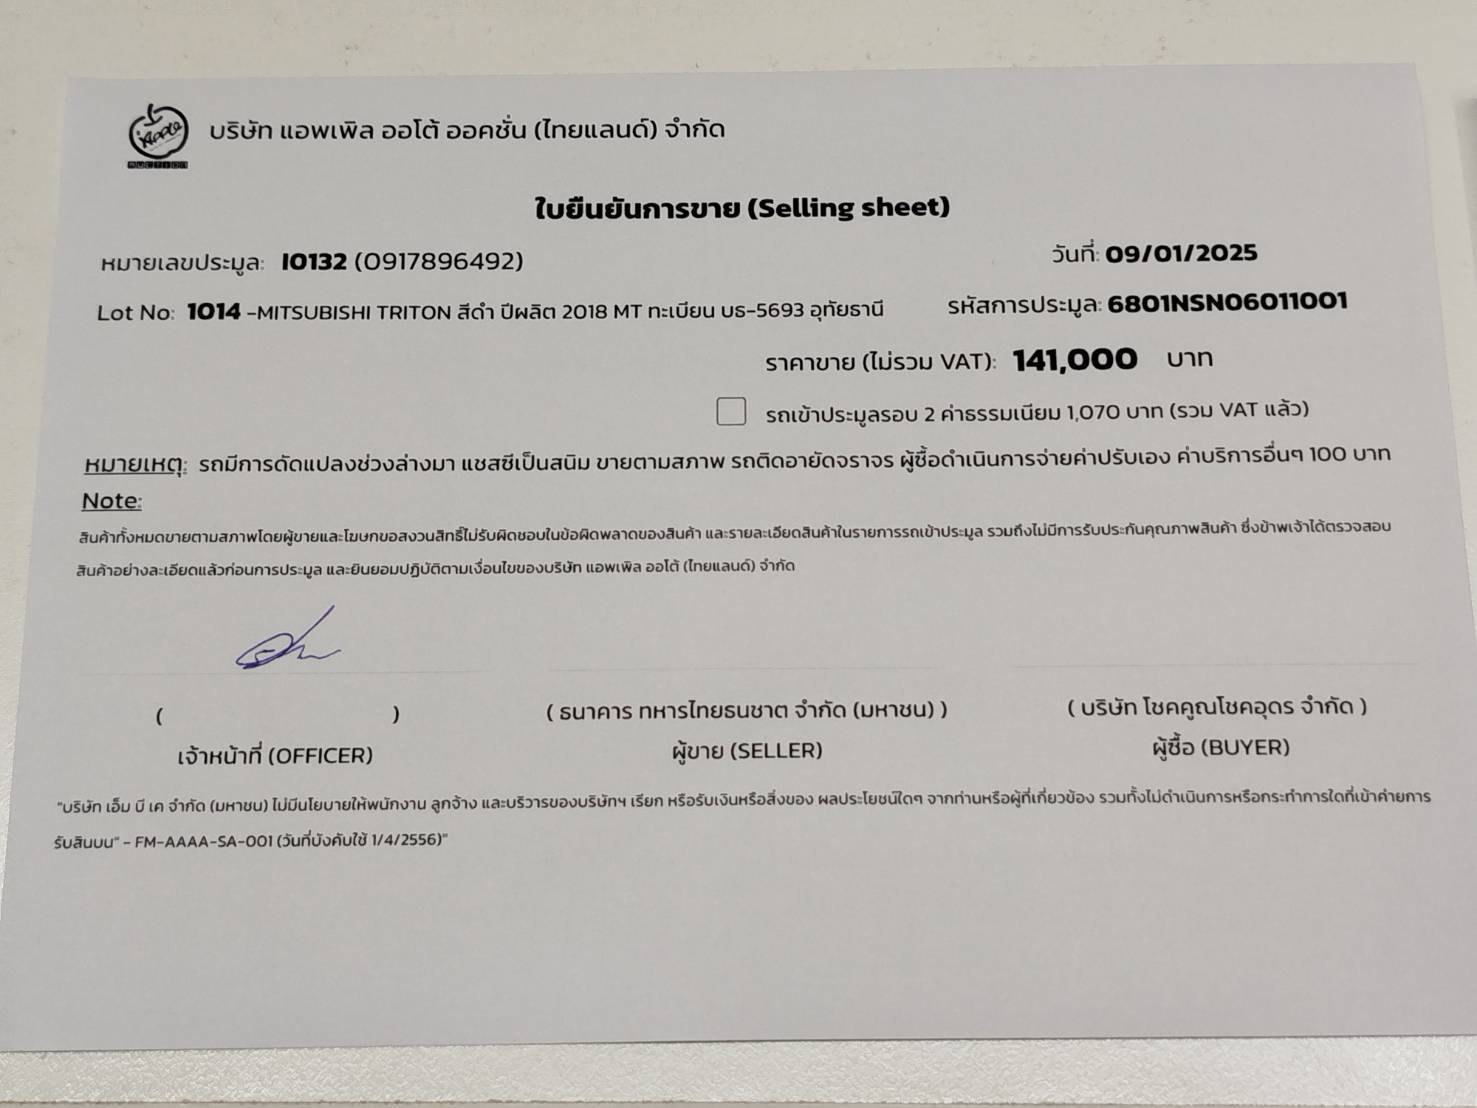 Apple
AUCTION
บริษัท แอพเพิล ออโต้ ออคชั่น (ไทยแลนด์) จำกัด
ใบยืนยันการขาย (Selling sheet)
หมายเลขประมูล: I0132 (0917896492)
วันที่: 09/01/2025
Lot No: 1014 -MITSUBISHI TRITON สีดำ ปีผลิต 2018 MT ทะเบียน บธ-5693 อุทัยธานี
รหัสการประมูล: 6801NSN06011001
ราคาขาย (ไม่รวม VAT): 141,000 บาท
รถเข้าประมูลรอบ 2 ค่าธรรมเนียม 1,070 บาท (รวม VAT แล้ว)
หมายเหตุ: รถมีการดัดแปลงช่วงล่างมา แชสซีเป็นสนิม ขายตามสภาพ รถติดอายัดจราจร ผู้ซื้อดำเนินการจ่ายค่าปรับเอง ค่าบริการอื่นๆ 100 บาท
Note:
สินค้าทั้งหมดขายตามสภาพโดยผู้ขายและโฆษกขอสงวนสิทธิ์ไม่รับผิดชอบในข้อผิดพลาดของสินค้า และรายละเอียดสินค้าในรายการรถเข้าประมูล รวมถึงไม่มีการรับประกันคุณภาพสินค้า ซึ่งข้าพเจ้าได้ตรวจสอบ
สินค้าอย่างละเอียดแล้วก่อนการประมูล และยินยอมปฏิบัติตามเงื่อนไขของบริษัท แอพเพิล ออโต้ (ไทยแลนด์) จำกัด
( )
( ธนาคาร ทหารไทยธนชาต จำกัด (มหาชน) )
( บริษัท โชคคูณโชคอุดร จำกัด )
เจ้าหน้าที่ (OFFICER)
ผู้ขาย (SELLER)
ผู้ซื้อ (BUYER)
"บริษัท เอ็ม บี เค จำกัด (มหาชน) ไม่มีนโยบายให้พนักงาน ลูกจ้าง และบริวารของบริษัทฯ เรียก หรือรับเงินหรือสิ่งของ ผลประโยชน์ใดๆ จากท่านหรือผู้ที่เกี่ยวข้อง รวมทั้งไม่ดำเนินการหรือกระทำการใดที่เข้าค่ายการ
รับสินบน" - FM-AAAA-SA-001 (วันที่บังคับใช้ 1/4/2556)"